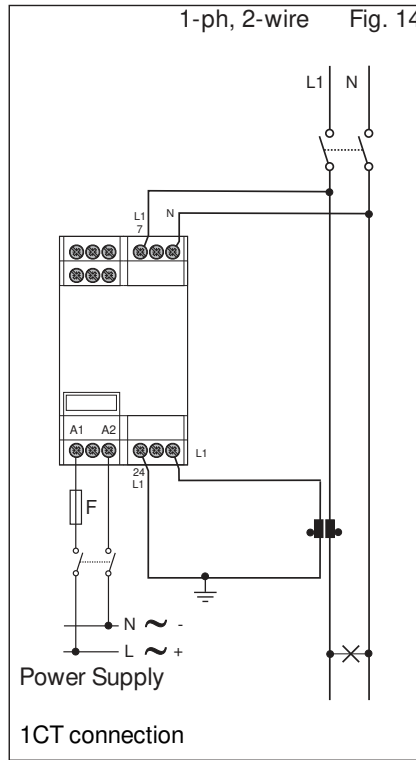 1-ph, 2-wire Fig. 14
L1 N
L1 N
7
A1 A2
L1
24
L1
F
N ~ -
L ~ +
Power Supply
1CT connection